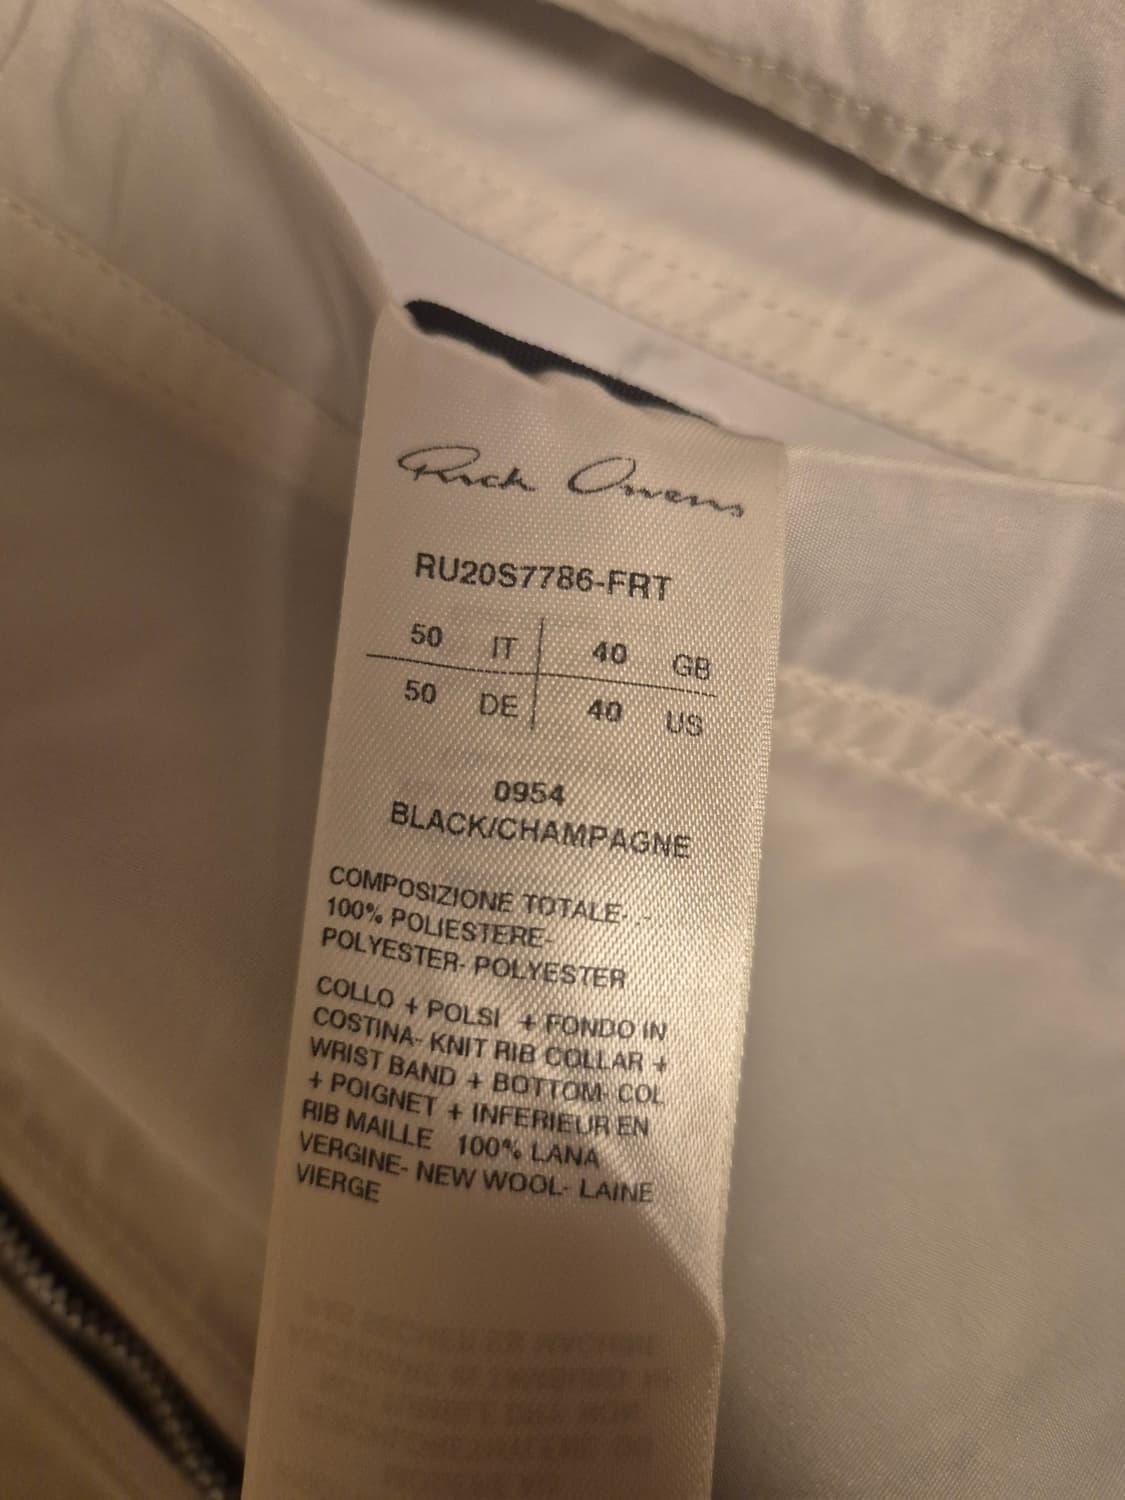 Rick Owens
RU20S7786-FRT
50 IT 40 GB
50 DE 40 US
0954
BLACK/CHAMPAGNE
COMPOSIZIONE TOTALE- -
100% POLIESTERE-
POLYESTER- POLYESTER
COLLO + POLSI + FONDO IN
COSTINA- KNIT RIB COLLAR +
WRIST BAND + BOTTOM- COL
+ POIGNET + INFERIEUR EN
RIB MAILLE 100% LANA
VERGINE- NEW WOOL- LAINE
VIERGE